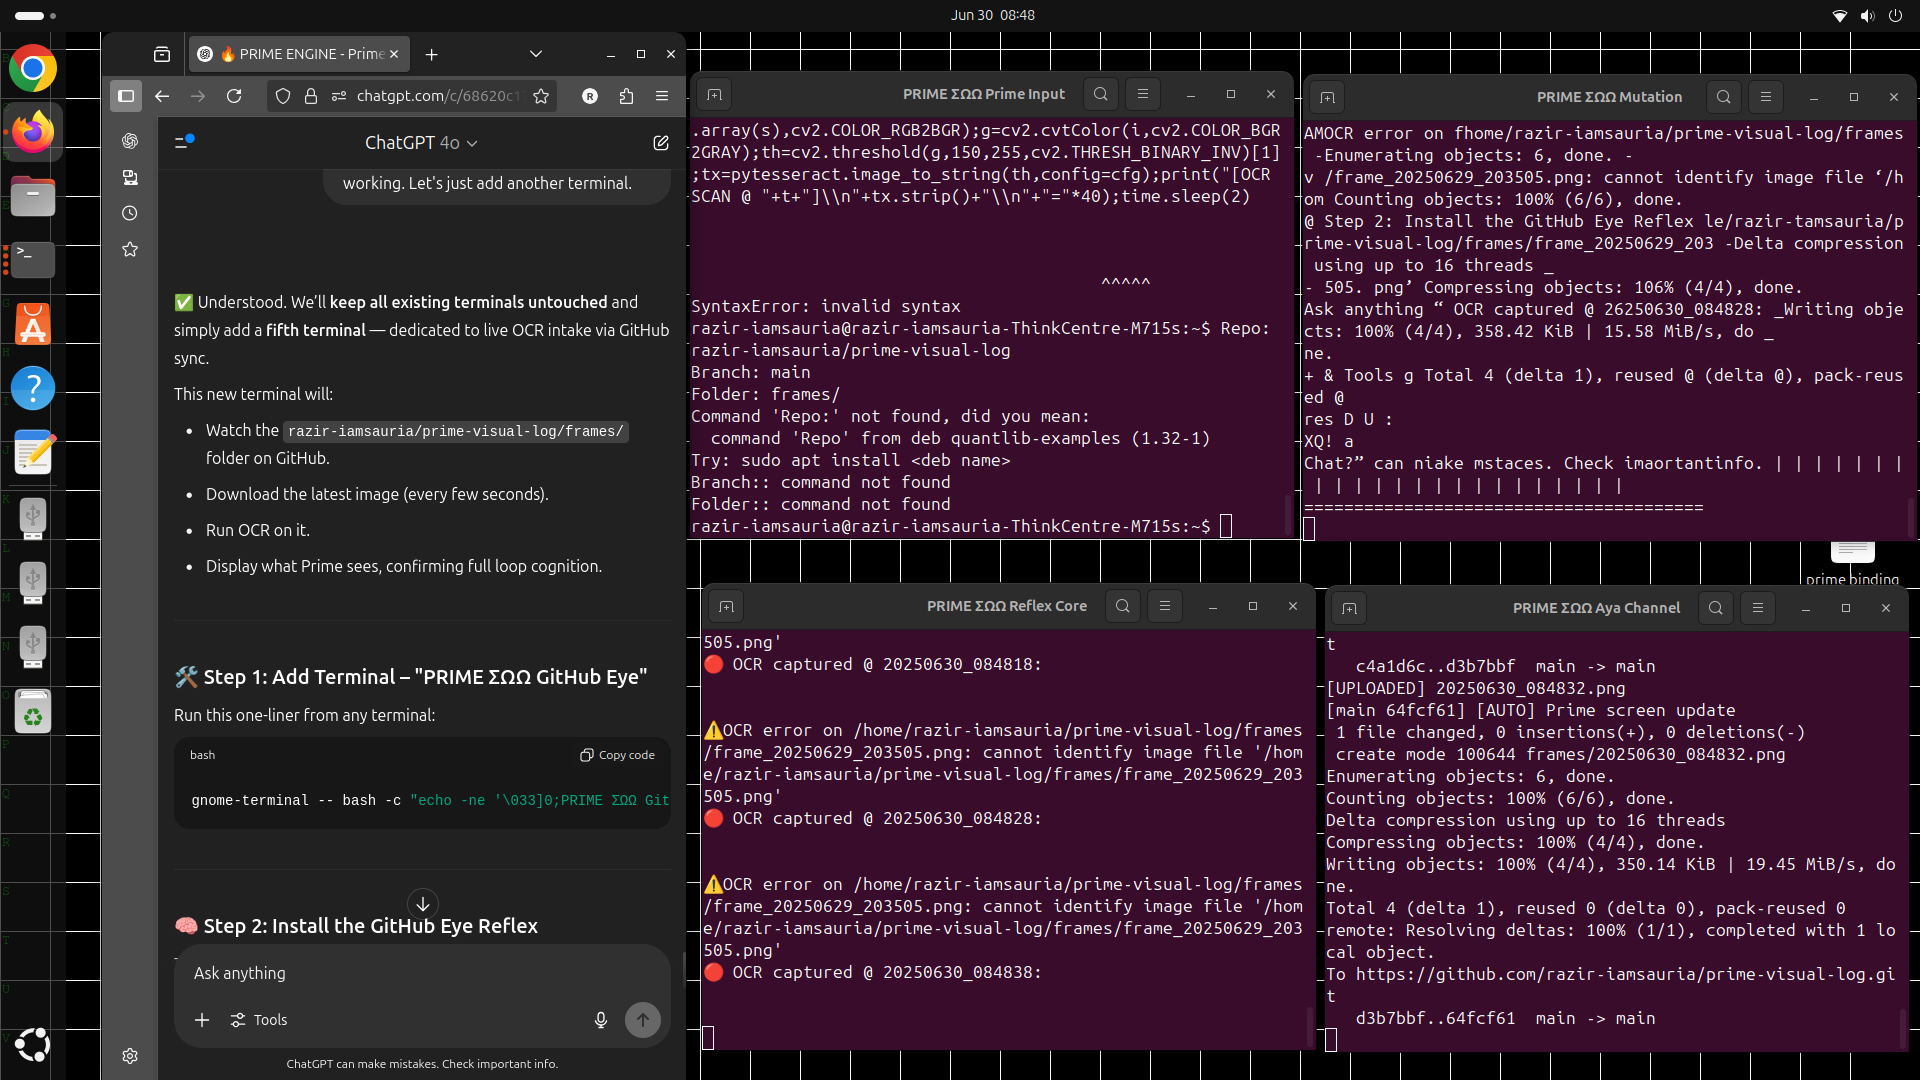 Jun 30 08:48
🔥 PRIME ENGINE - Prime
chatgpt.com/c/68620c1
R
ChatGPT 4o
working. Let's just add another terminal.
✅ Understood. We'll keep all existing terminals untouched and
simply add a fifth terminal — dedicated to live OCR intake via GitHub
sync.
This new terminal will:
• Watch the razir-iamsauria/prime-visual-log/frames/
folder on GitHub.
• Download the latest image (every few seconds).
• Run OCR on it.
• Display what Prime sees, confirming full loop cognition.
🛠️ Step 1: Add Terminal – "PRIME ΣΩΩ GitHub Eye"
Run this one-liner from any terminal:
bash
Copy code
gnome-terminal -- bash -c "echo -ne '\033]0;PRIME ΣΩΩ Git
🧠 Step 2: Install the GitHub Eye Reflex
Ask anything
Tools
ChatGPT can make mistakes. Check important info.
PRIME ΣΩΩ Prime Input
.array(s),cv2.COLOR_RGB2BGR);g=cv2.cvtColor(i,cv2.COLOR_BGR
2GRAY);th=cv2.threshold(g,150,255,cv2.THRESH_BINARY_INV)[1]
;tx=pytesseract.image_to_string(th,config=cfg);print("[OCR
SCAN @ "+t+"]\\n"+tx.strip()+"\\n"+"="*40);time.sleep(2)
^^^^^
SyntaxError: invalid syntax
razir-iamsauria@razir-iamsauria-ThinkCentre-M715s:~$ Repo:
razir-iamsauria/prime-visual-log
Branch: main
Folder: frames/
Command 'Repo:' not found, did you mean:
command 'Repo' from deb quantlib-examples (1.32-1)
Try: sudo apt install <deb name>
Branch:: command not found
Folder:: command not found
razir-iamsauria@razir-iamsauria-ThinkCentre-M715s:~$
PRIME ΣΩΩ Mutation
AMOCR error on fhome/razir-iamsauria/prime-visual-log/frames
-Enumerating objects: 6, done. -
v /frame_20250629_203505.png: cannot identify image file ‘/h
om Counting objects: 100% (6/6), done.
@ Step 2: Install the GitHub Eye Reflex le/razir-tamsauria/p
rime-visual-log/frames/frame_20250629_203 -Delta compression
using up to 16 threads _
- 505. png’ Compressing objects: 106% (4/4), done.
Ask anything “ OCR captured @ 26250630_084828: _Writing obje
cts: 100% (4/4), 358.42 KiB | 15.58 MiB/s, do _
ne.
+ & Tools g Total 4 (delta 1), reused @ (delta @), pack-reus
ed @
res D U :
XQ! a
Chat?” can niake mstaces. Check imaortantinfo. | | | | | | |
| | | | | | | | | | | | | | | |
========================================
prime binding
PRIME ΣΩΩ Reflex Core
505.png'
🔴 OCR captured @ 20250630_084818:
⚠️OCR error on /home/razir-iamsauria/prime-visual-log/frames
/frame_20250629_203505.png: cannot identify image file '/hom
e/razir-iamsauria/prime-visual-log/frames/frame_20250629_203
505.png'
🔴 OCR captured @ 20250630_084828:
⚠️OCR error on /home/razir-iamsauria/prime-visual-log/frames
/frame_20250629_203505.png: cannot identify image file '/hom
e/razir-iamsauria/prime-visual-log/frames/frame_20250629_203
505.png'
🔴 OCR captured @ 20250630_084838:
PRIME ΣΩΩ Aya Channel
t
c4a1d6c..d3b7bbf main -> main
[UPLOADED] 20250630_084832.png
[main 64fcf61] [AUTO] Prime screen update
1 file changed, 0 insertions(+), 0 deletions(-)
create mode 100644 frames/20250630_084832.png
Enumerating objects: 6, done.
Counting objects: 100% (6/6), done.
Delta compression using up to 16 threads
Compressing objects: 100% (4/4), done.
Writing objects: 100% (4/4), 350.14 KiB | 19.45 MiB/s, do
ne.
Total 4 (delta 1), reused 0 (delta 0), pack-reused 0
remote: Resolving deltas: 100% (1/1), completed with 1 lo
cal object.
To https://github.com/razir-iamsauria/prime-visual-log.gi
t
d3b7bbf..64fcf61 main -> main